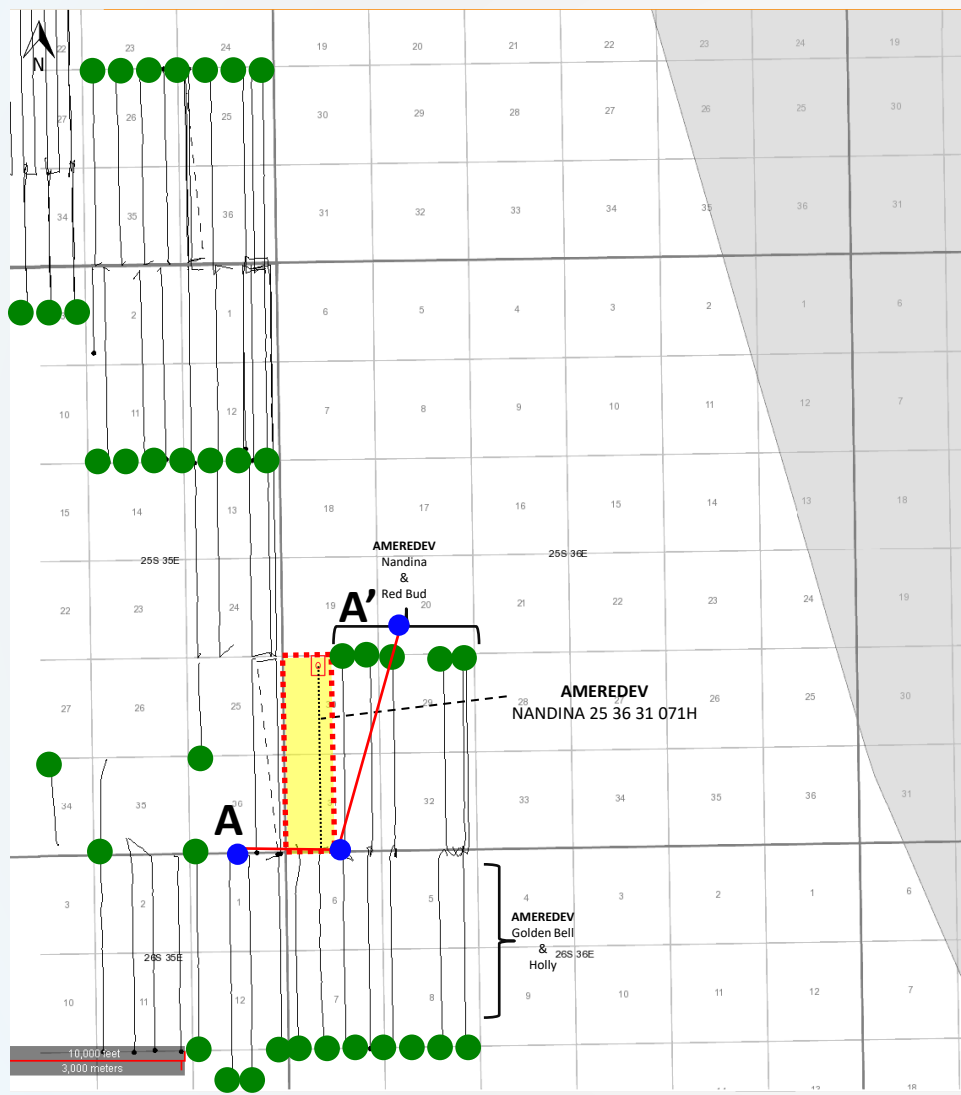 N
22 23 24 19 20 21 22 23 24 19
27 26 25 30 29 28 27 26 25 30
34 35 36 31 32 33 34 35 36 31
2 1 6 5 4 3 2 1 6
10 11 12 7 8 9 10 11 12 7
15 14 13 18 17 16 15 14 13 18
AMEREDEV
Nandina
&
Red Bud
25S 35E
25S 36E
22 23 24 19 20 21 22 23 24 19
A’
27 26 25 29 28 27 26 25 30
AMEREDEV
NANDINA 25 36 31 071H
34 35 36 32 33 34 35 36 31
A
3 2 1 6 5 4 3 2 1 6
AMEREDEV
Golden Bell
&
Holly
26S 35E
26S 36E
10 11 12 7 8 9 10 11 12 7
10,000 feet
3,000 meters
13 18